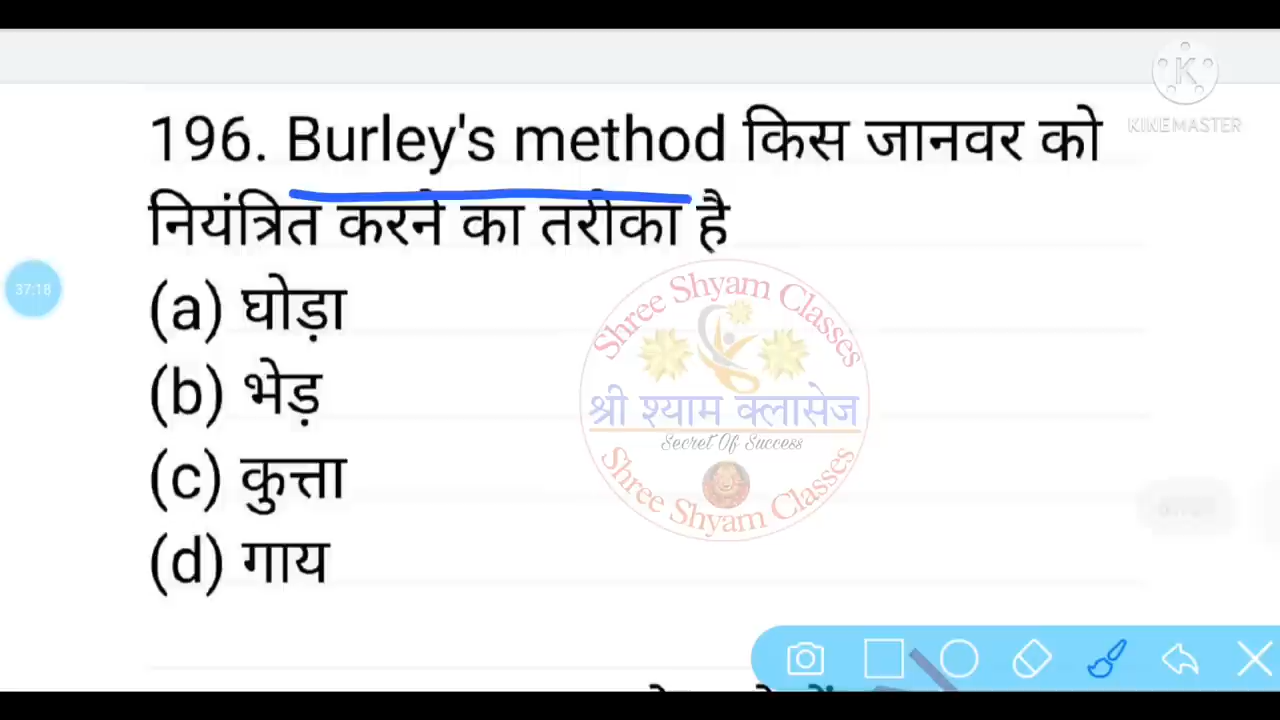 KINEMASTER
196. Burley's method किस जानवर को
नियंत्रित करने का तरीका है
37:18
(a) घोड़ा
(b) भेड़
(c) कुत्ता
(d) गाय
Shree Shyam Classes
श्री श्याम क्लासेज
Secret Of Success
Shree Shyam Classes